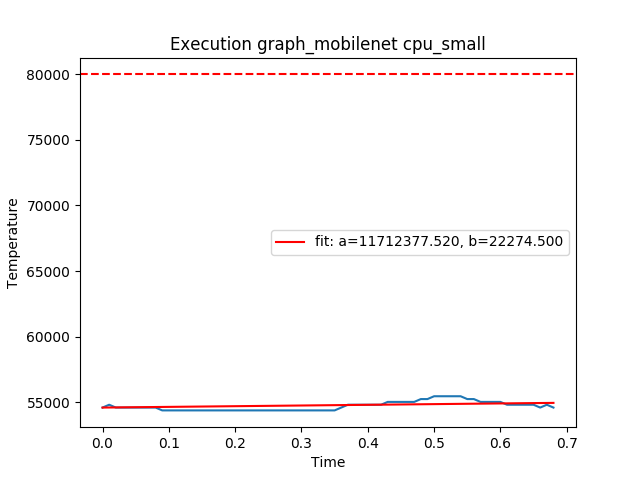 Execution graph_mobilenet cpu_small
80000
75000
70000
65000
60000
55000
Temperature
fit: a=11712377.520, b=22274.500
0.0 0.1 0.2 0.3 0.4 0.5 0.6 0.7
Time